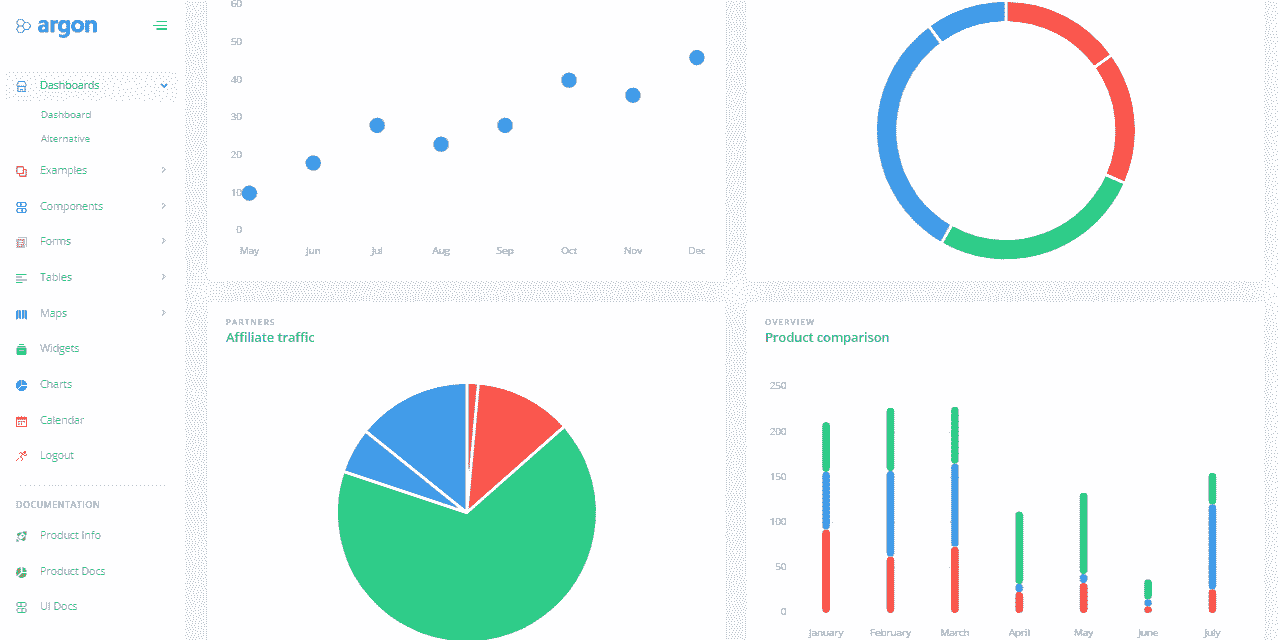 argon
Dashboards
Dashboard
Alternative
Examples
Components
Forms
Tables
Maps
Widgets
Charts
Calendar
Logout
DOCUMENTATION
Product Info
Product Docs
UI Docs
60
50
40
30
20
10
0
May Jun Jul Aug Sep Oct Nov Dec
PARTNERS
Affiliate traffic
OVERVIEW
Product comparison
250
200
150
100
50
0
January February March April May June July